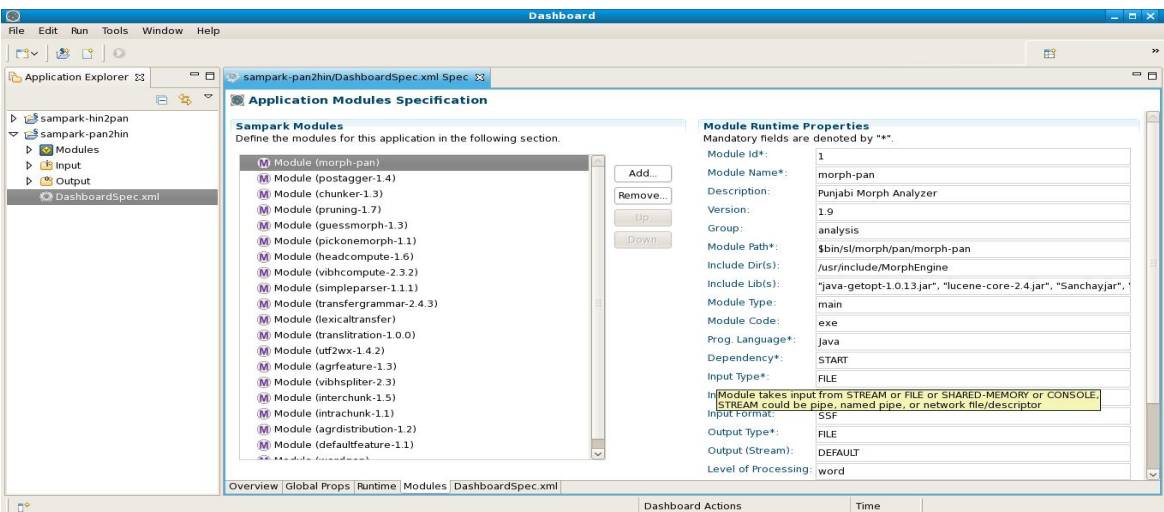 Dashboard
File Edit Run Tools Window Help
Application Explorer
sampark-hin2pan
sampark-pan2hin
Modules
Input
Output
DashboardSpec.xml
sampark-pan2hin/DashboardSpec.xml Spec
Application Modules Specification
Sampark Modules
Define the modules for this application in the following section.
Module (morph-pan)
Module (postagger-1.4)
Module (chunker-1.3)
Module (pruning-1.7)
Module (guessmorph-1.3)
Module (pickonemorph-1.1)
Module (headcompute-1.6)
Module (vibhcompute-2.3.2)
Module (simpleparser-1.1.1)
Module (transfergrammar-2.4.3)
Module (lexicaltransfer)
Module (translitration-1.0.0)
Module (utf2wx-1.4.2)
Module (agrfeature-1.3)
Module (vibhspliter-2.3)
Module (interchunk-1.5)
Module (intrachunk-1.1)
Module (agrdistribution-1.2)
Module (defaultfeature-1.1)
Add...
Remove...
Up
Down
Module Runtime Properties
Mandatory fields are denoted by "*".
Module Id*: 1
Module Name*: morph-pan
Description: Punjabi Morph Analyzer
Version: 1.9
Group: analysis
Module Path*: $bin/sl/morph/pan/morph-pan
Include Dir(s): /usr/include/MorphEngine
Include Lib(s): "java-getopt-1.0.13.jar", "lucene-core-2.4.jar", "Sanchay.jar", "
Module Type: main
Module Code: exe
Prog. Language*: Java
Dependency*: START
Input Type*: FILE
Module takes input from STREAM or FILE or SHARED-MEMORY or CONSOLE,
STREAM could be pipe, named pipe, or network file/descriptor
Input Format: SSF
Output Type*: FILE
Output (Stream): DEFAULT
Level of Processing: word
Overview Global Props Runtime Modules DashboardSpec.xml
Dashboard Actions Time